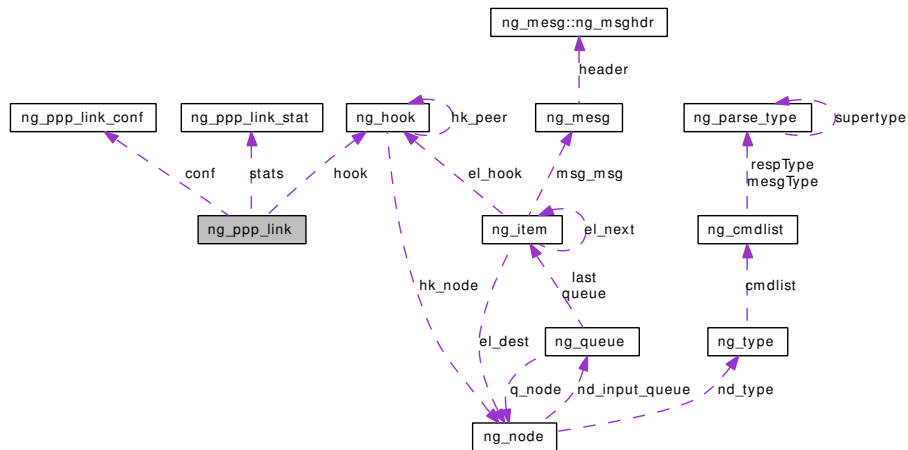 ng_mesg::ng_msghdr
header
ng_ppp_link_conf
ng_ppp_link_stat
ng_hook
hk_peer
ng_mesg
ng_parse_type
supertype
conf
stats
hook
el_hook
msg_msg
respType
mesgType
ng_ppp_link
ng_item
el_next
ng_cmdlist
hk_node
last
queue
cmdlist
el_dest
ng_queue
ng_type
q_node
nd_input_queue
nd_type
ng_node